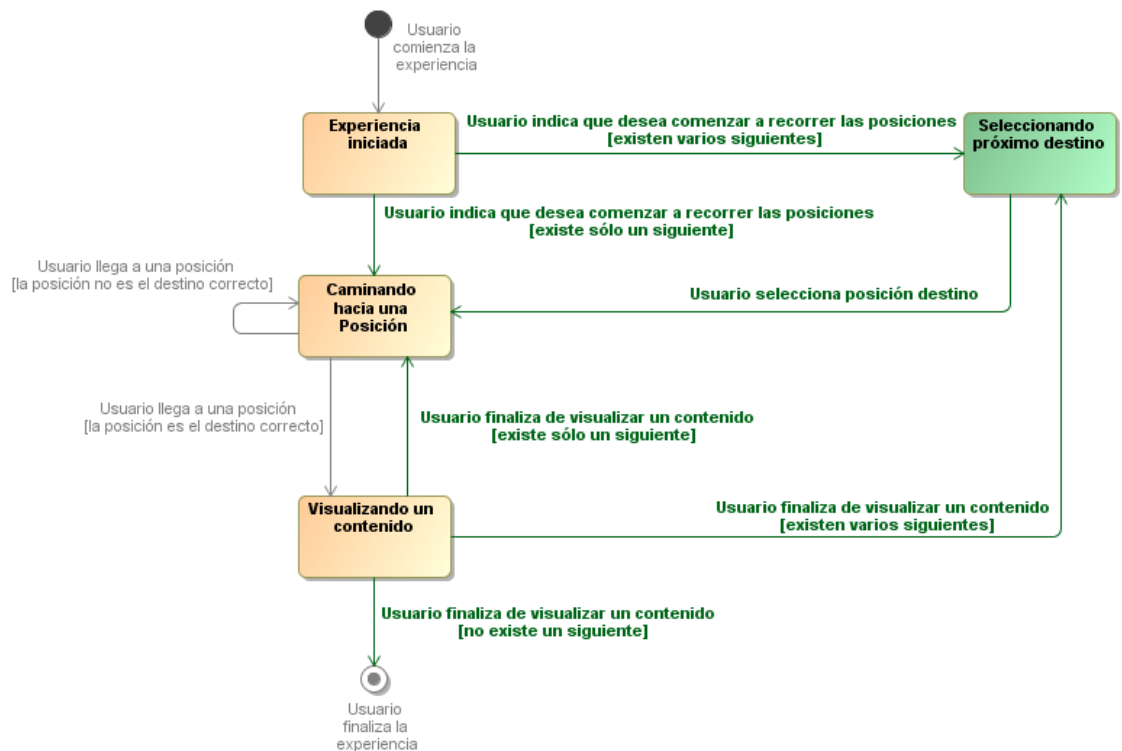 Usuario
comienza la
experiencia
Experiencia
iniciada
Usuario indica que desea comenzar a recorrer las posiciones
[existen varios siguientes]
Seleccionando
próximo destino
Usuario indica que desea comenzar a recorrer las posiciones
[existe sólo un siguiente]
Usuario llega a una posición
[la posición no es el destino correcto]
Caminando
hacia una
Posición
Usuario selecciona posición destino
Usuario llega a una posición
[la posición es el destino correcto]
Usuario finaliza de visualizar un contenido
[existe sólo un siguiente]
Visualizando un
contenido
Usuario finaliza de visualizar un contenido
[existen varios siguientes]
Usuario finaliza de visualizar un contenido
[no existe un siguiente]
Usuario
finaliza la
experiencia